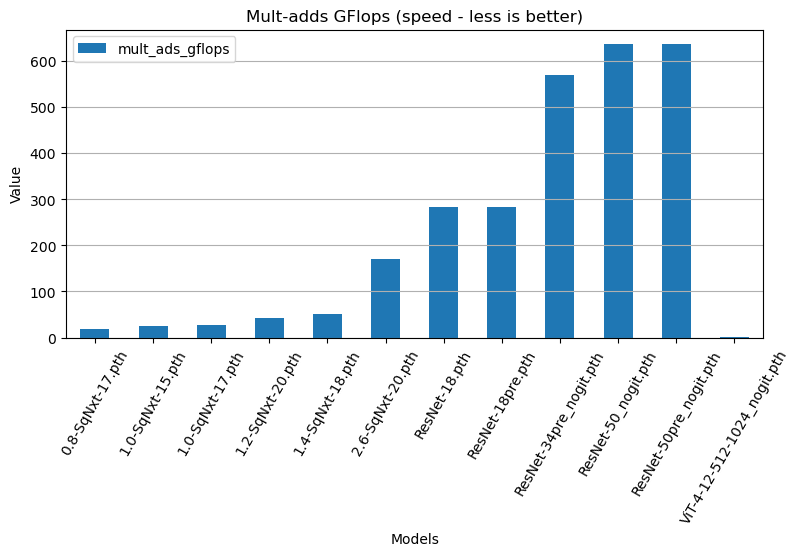 Mult-adds GFlops (speed - less is better)
mult_ads_gflops
Value
600
500
400
300
200
100
0
0.8-SqNxt-17.pth
1.0-SqNxt-15.pth
1.0-SqNxt-17.pth
1.2-SqNxt-20.pth
1.4-SqNxt-18.pth
2.6-SqNxt-20.pth
ResNet-18.pth
ResNet-18pre.pth
ResNet-34pre_nogit.pth
ResNet-50_nogit.pth
ResNet-50pre_nogit.pth
ViT-4-12-512-1024_nogit.pth
Models